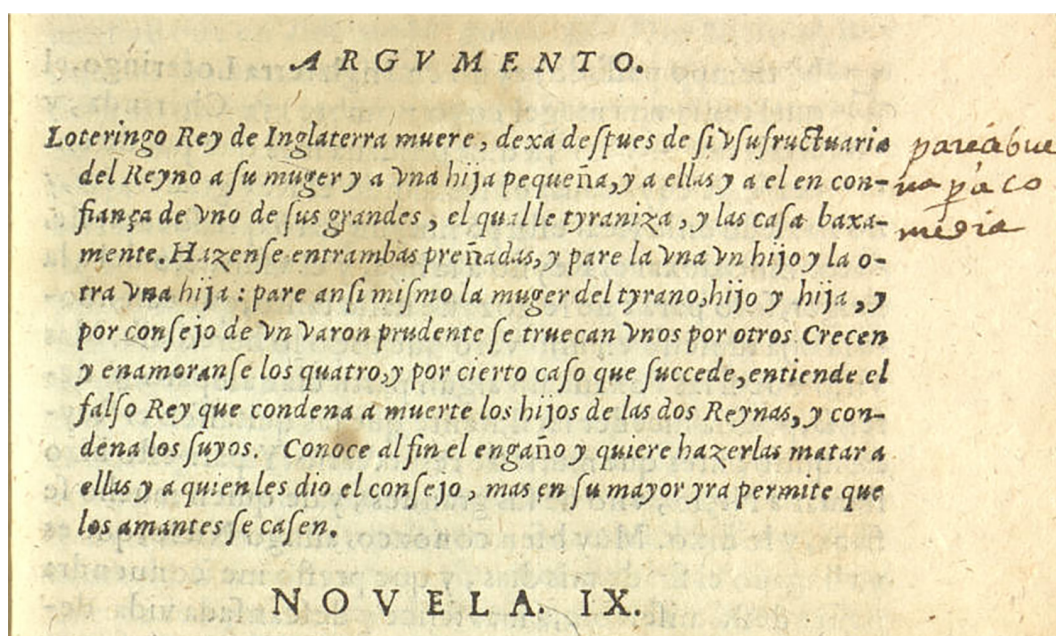 ARGVMENTO.
Loteringo Rey de Inglaterra muere, dexa deſpues de ſi vſufructuaria
del Reyno a ſu muger y a vna hija pequeña, y a ellas y a el en con-
fiança de vno de ſus grandes, el qual le tyraniza, y las caſa baxa-
mente. Hazenſe entrambas preñadas, y pare la vna vn hijo y la o-
tra vna hija: pare anſi miſmo la muger del tyrano, hijo y hija, y
por conſejo de vn varon prudente ſe truecan vnos por otros Crecen
y enamoranſe los quatro, y por cierto caſo que ſuccede, entiende el
falſo Rey que condena a muerte los hijos de las dos Reynas, y con-
dena los ſuyos. Conoce al fin el engaño y quiere hazerlas matar a
ellas y a quien les dio el conſejo, mas en ſu mayor yra permite que
los amantes ſe caſen.
NOVELA. IX.
bue
na pa co
media